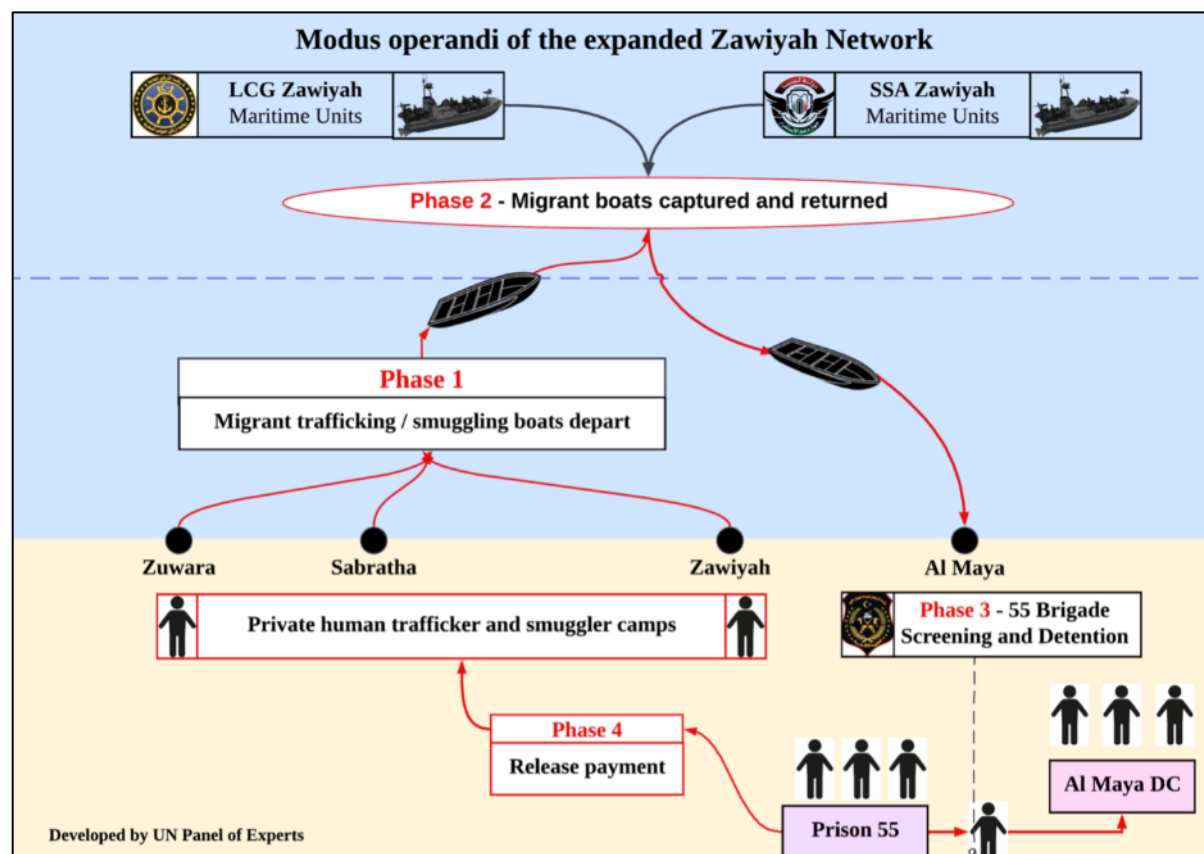 Modus operandi of the expanded Zawiyah Network
LCG Zawiyah
Maritime Units
SSA Zawiyah
Maritime Units
Phase 2 - Migrant boats captured and returned
Phase 1
Migrant trafficking / smuggling boats depart
Zuwara
Sabratha
Zawiyah
Al Maya
Private human trafficker and smuggler camps
Phase 3 - 55 Brigade
Screening and Detention
Phase 4
Release payment
Prison 55
Al Maya DC
Developed by UN Panel of Experts